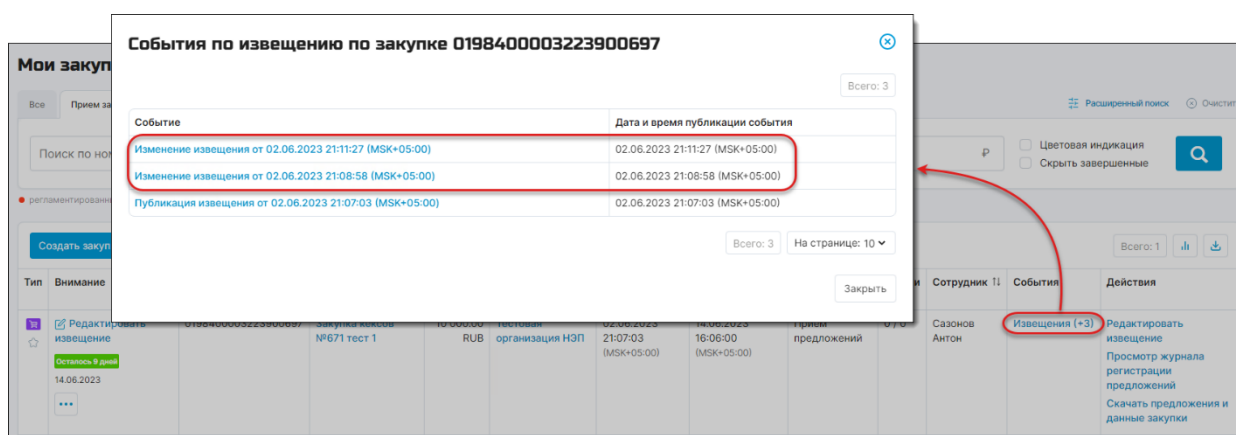 События по извещению по закупке 0198400003223900697
Всего: 3
Событие Дата и время публикации события
Изменение извещения от 02.06.2023 21:11:27 (MSK+05:00) 02.06.2023 21:11:27 (MSK+05:00)
Изменение извещения от 02.06.2023 21:08:58 (MSK+05:00) 02.06.2023 21:08:58 (MSK+05:00)
Публикация извещения от 02.06.2023 21:07:03 (MSK+05:00) 02.06.2023 21:07:03 (MSK+05:00)
Всего: 3 На странице: 10
Закрыть
Мои закуп
Все Прием за Расширенный поиск Очистит
Поиск по ном ₽ Цветовая индикация
Скрыть завершенные
регламентированн
Создать закуп Всего: 1
Тип Внимание и Сотрудник События Действия
Редактировать извещение
Осталось 9 дней
14.06.2023
0198400003223900697
Закупка кексов
№671 тест 1
10 000.00
RUB
Тестовая
организация НЭП
02.06.2023
21:07:03
(MSK+05:00)
14.06.2023
16:06:00
(MSK+05:00)
Прием
предложений
0 / 0
Сазонов
Антон
Извещения (+3)
Редактировать
извещение
Просмотр журнала
регистрации
предложений
Скачать предложения и
данные закупки